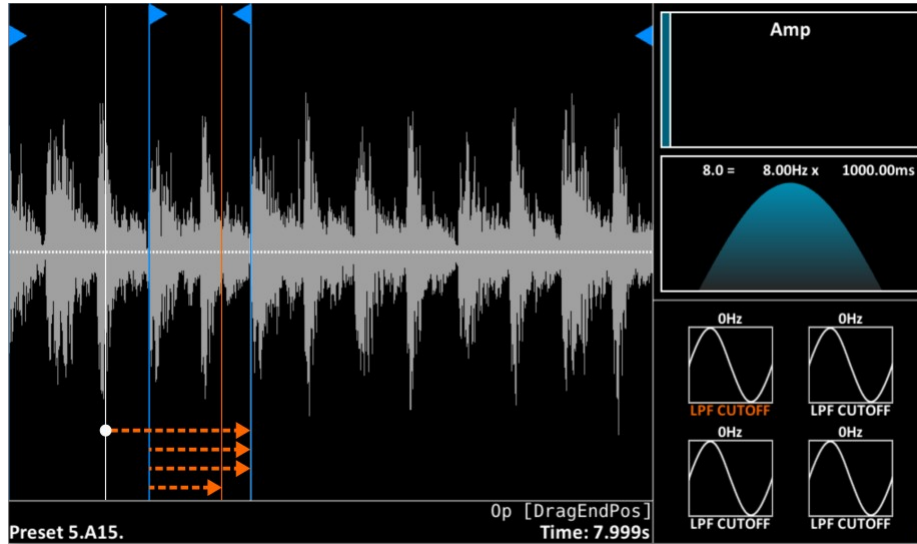 Amp
8.0 = 8.00Hz x 1000.00ms
0Hz 0Hz
LPF CUTOFF LPF CUTOFF
0Hz 0Hz
LPF CUTOFF LPF CUTOFF
Op [DragEndPos]
Preset 5.A15. Time: 7.999s